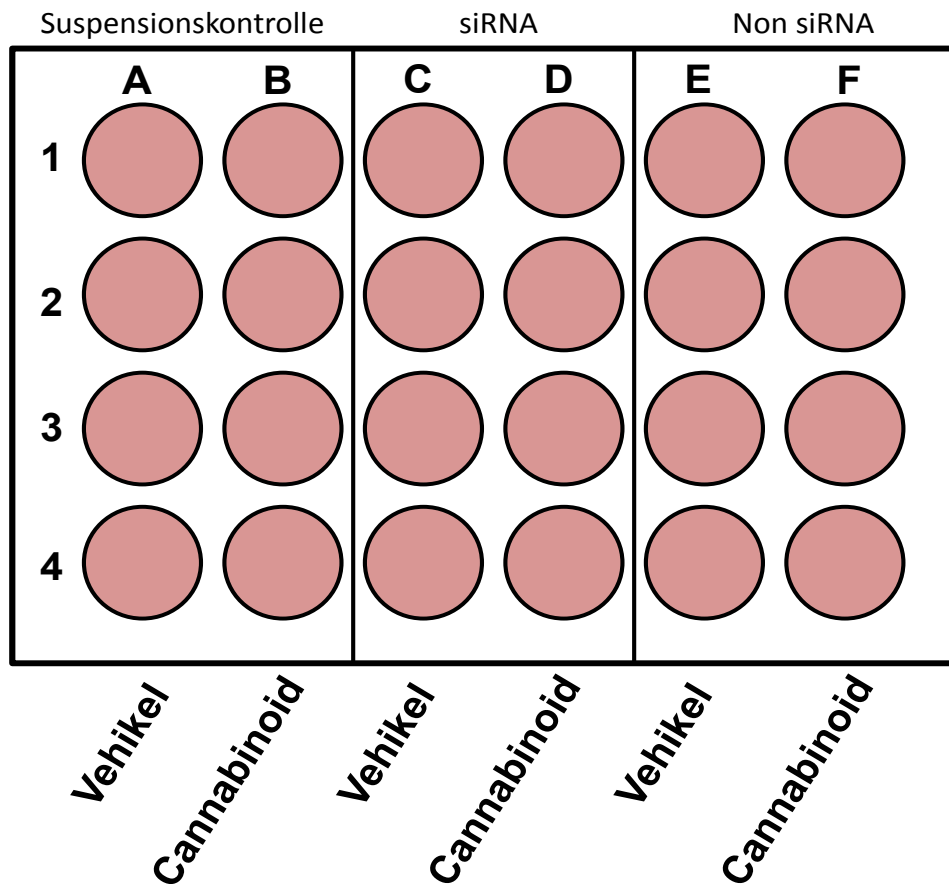 Suspensionskontrolle siRNA Non siRNA
A B C D E F
1
2
3
4
Vehikel Cannabinoid Vehikel Cannabinoid Vehikel Cannabinoid